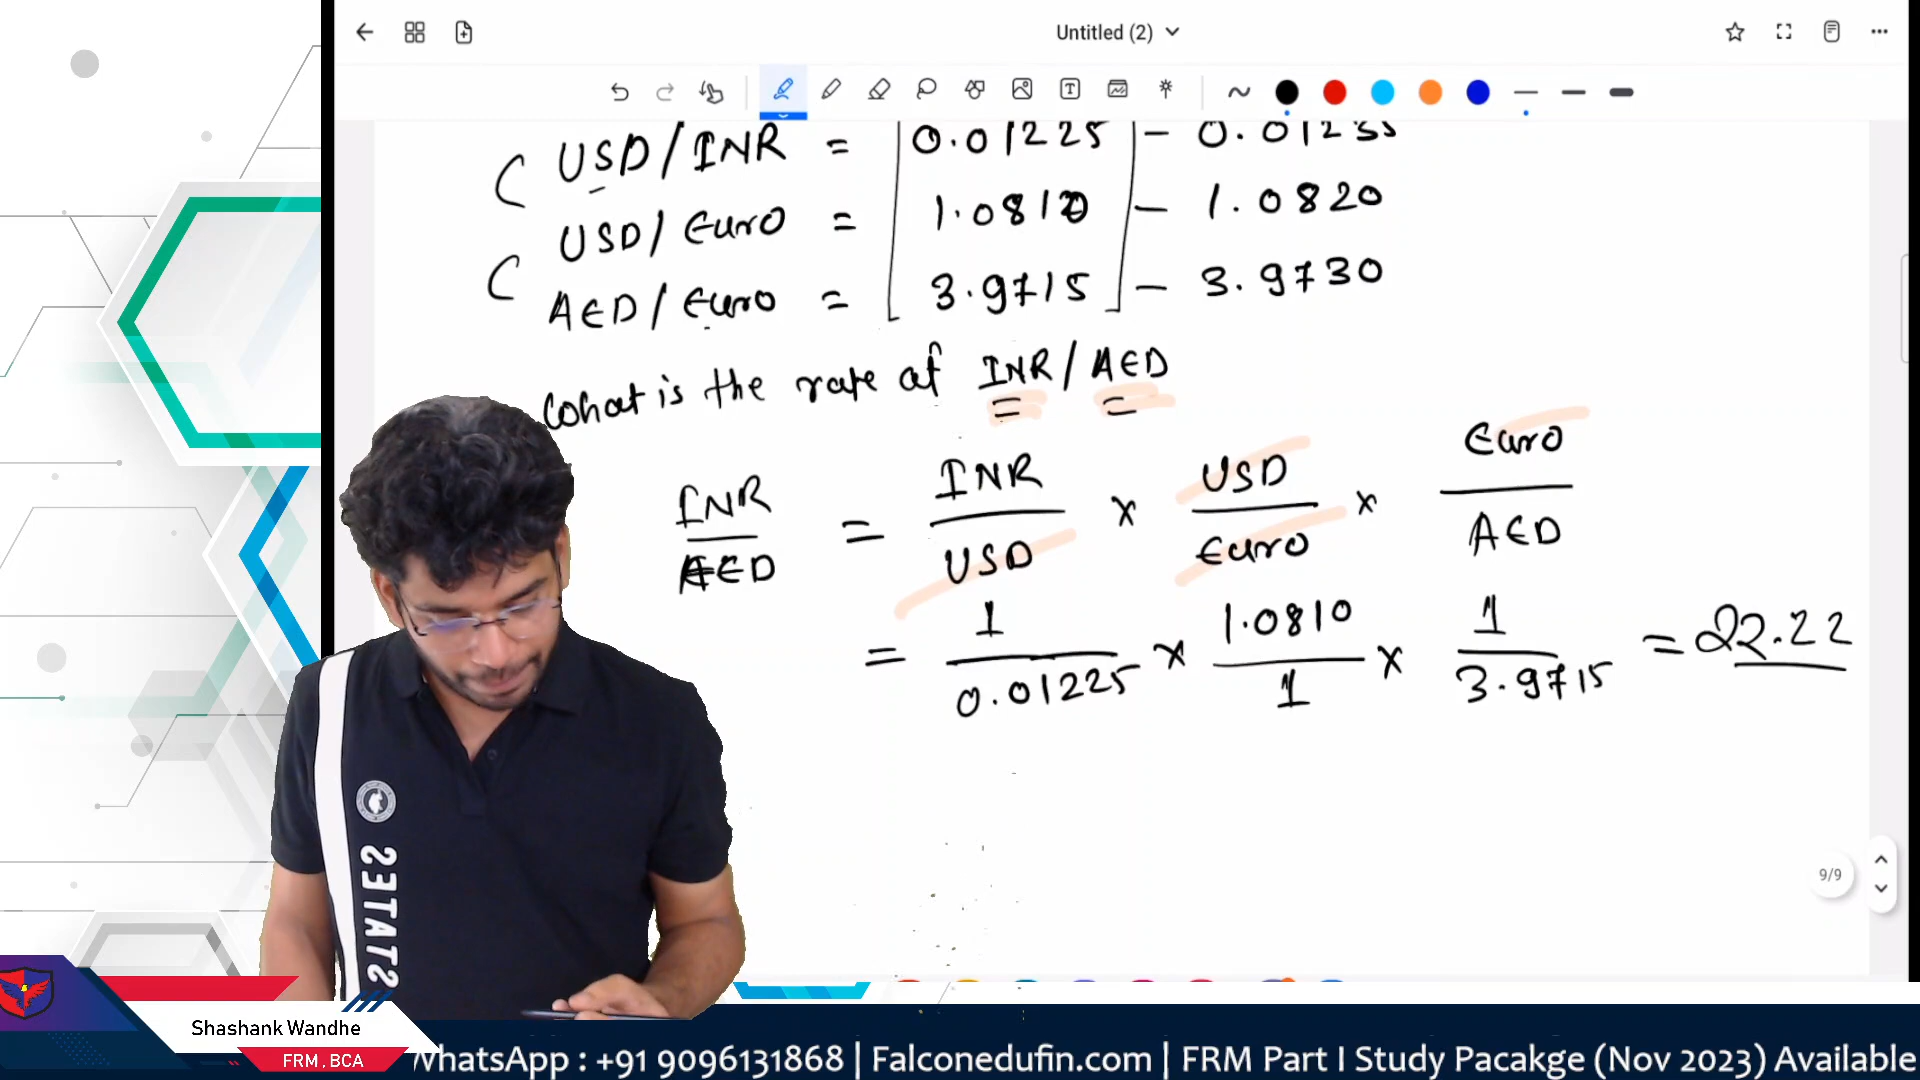 Untitled (2)
USD/INR = 0.01225 - 0.01235
USD/Euro = 1.0810 - 1.0820
AED/Euro = 3.9715 - 3.9730
What is the rate of INR/AED
INR/AED = INR/USD × USD/Euro × Euro/AED
= 1/0.01225 × 1.0810/1 × 1/3.9715 = 22.22
9/9
STATES
Shashank Wandhe
FRM, BCA
WhatsApp : +91 9096131868 | Falconedufin.com | FRM Part I Study Pacakge (Nov 2023) Available